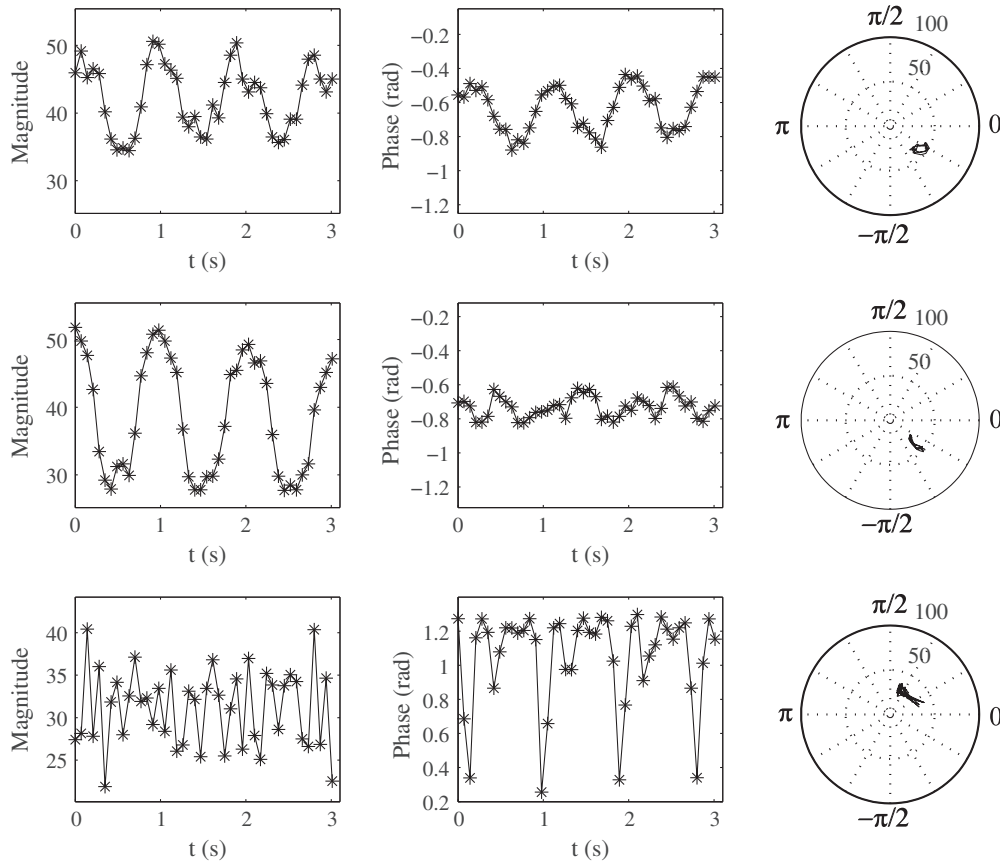 50
40
30
Magnitude
0 1 2 3
t (s)
−0.2
−0.4
−0.6
−0.8
−1
−1.2
Phase (rad)
0 1 2 3
t (s)
π/2 100
50
π
0
−π/2
50
40
30
Magnitude
0 1 2 3
t (s)
−0.2
−0.4
−0.6
−0.8
−1
−1.2
Phase (rad)
0 1 2 3
t (s)
π/2 100
50
π
0
−π/2
40
35
30
25
Magnitude
0 1 2 3
t (s)
1.2
1
0.8
0.6
0.4
0.2
Phase (rad)
0 1 2 3
t (s)
π/2 100
50
π
0
−π/2